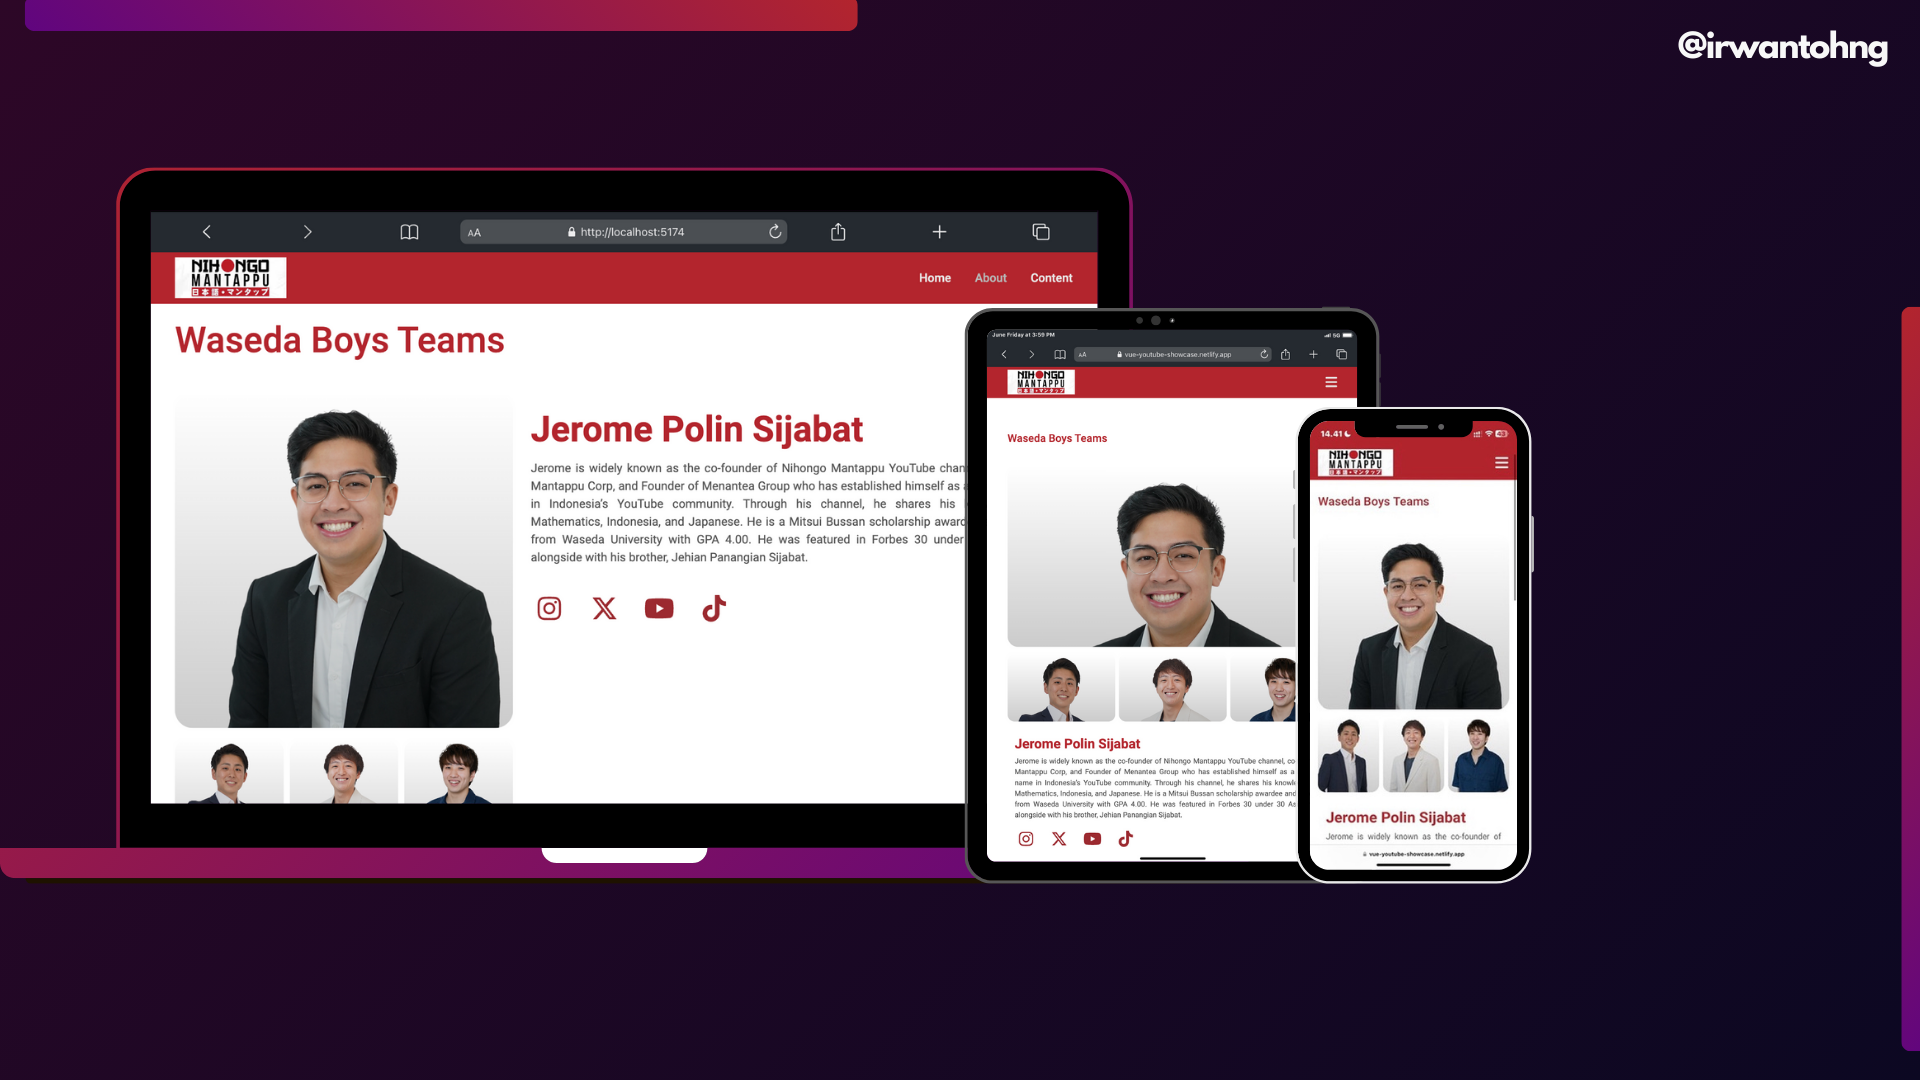 @irwantohng
AA
http://localhost:5174
NIHONGO
MANTAPPU
日本語・マンタップ
Home
About
Content
Waseda Boys Teams
Jerome Polin Sijabat
Jerome is widely known as the co-founder of Nihongo Mantappu YouTube chan
Mantappu Corp, and Founder of Menantea Group who has established himself as a
in Indonesia's YouTube community. Through his channel, he shares his
Mathematics, Indonesia, and Japanese. He is a Mitsui Bussan scholarship award
from Waseda University with GPA 4.00. He was featured in Forbes 30 under
alongside with his brother, Jehian Panangian Sijabat.
June Friday at 3:59 PM
5G
AA
vue-youtube-showcase.netlify.app
NIHONGO
MANTAPPU
日本語・マンタップ
Waseda Boys Teams
Jerome Polin Sijabat
Jerome is widely known as the co-founder of Nihongo Mantappu YouTube channel, co
Mantappu Corp, and Founder of Menantea Group who has established himself as a
name in Indonesia's YouTube community. Through his channel, he shares his knowl
Mathematics, Indonesia, and Japanese. He is a Mitsui Bussan scholarship awardee and
from Waseda University with GPA 4.00. He was featured in Forbes 30 under 30 As
alongside with his brother, Jehian Panangian Sijabat.
14.41
NIHONGO
MANTAPPU
日本語・マンタップ
Waseda Boys Teams
Jerome Polin Sijabat
Jerome is widely known as the co-founder of
vue-youtube-showcase.netlify.app